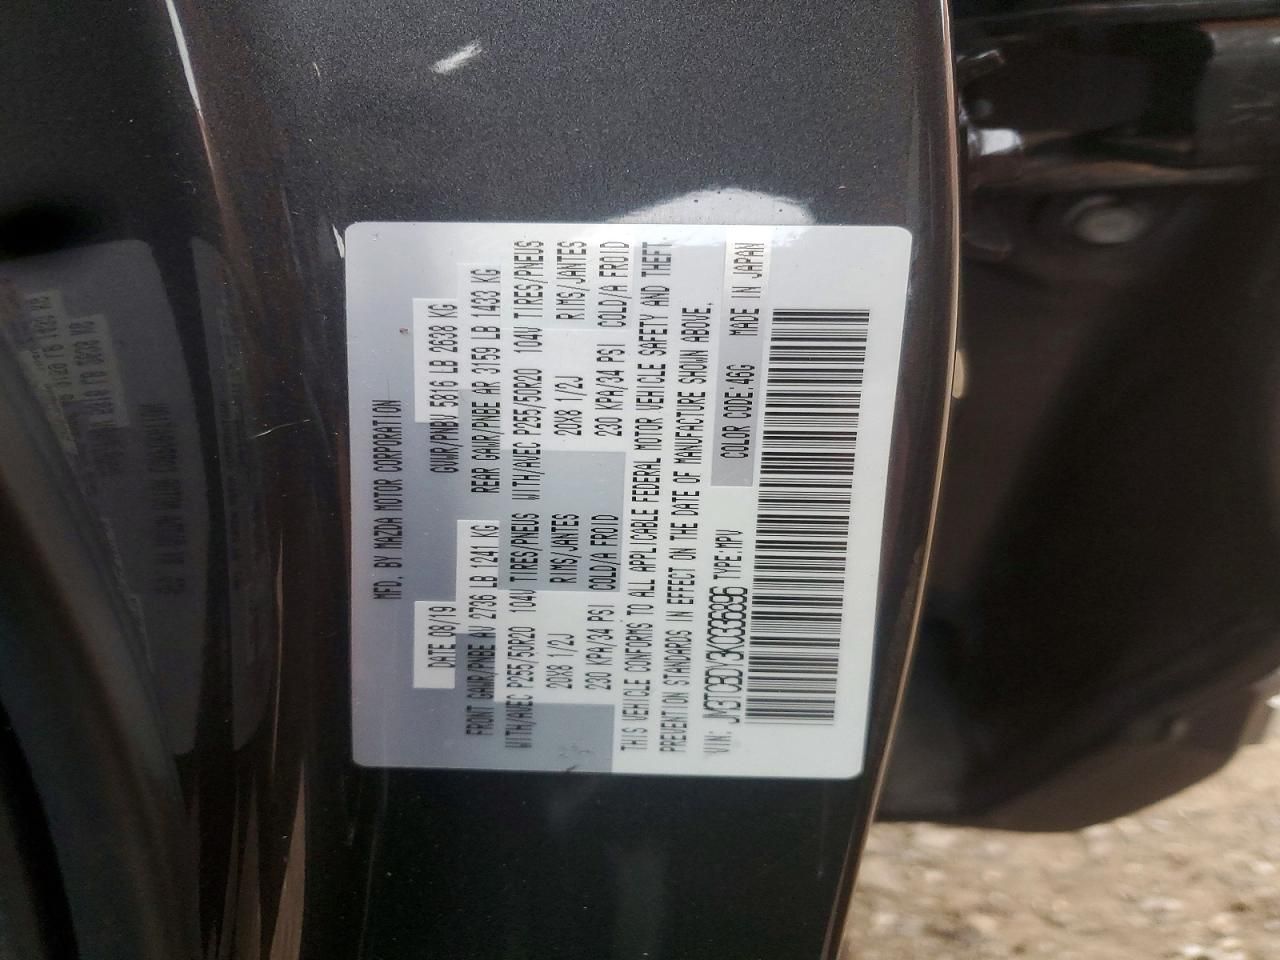 MFD. BY MAZDA MOTOR CORPORATION
DATE 08/19 GVWR/PNBV 5816 LB 2638 KG
FRONT GAWR/PNBE AV 2736 LB 1241 KG REAR GAWR/PNBE AR 3159 LB 1433 KG
WITH/AVEC P255/50R20 104V TIRES/PNEUS WITH/AVEC P255/50R20 104V TIRES/PNEUS
20X8 1/2J RIMS/JANTES 20X8 1/2J RIMS/JANTES
230 KPA/34 PSI COLD/A FROID 230 KPA/34 PSI COLD/A FROID
THIS VEHICLE CONFORMS TO ALL APPLICABLE FEDERAL MOTOR VEHICLE SAFETY AND THEFT
PREVENTION STANDARDS IN EFFECT ON THE DATE OF MANUFACTURE SHOWN ABOVE.
VIN: JM3TCBDY3K0336896 TYPE:MPV COLOR CODE 46G MADE IN JAPAN